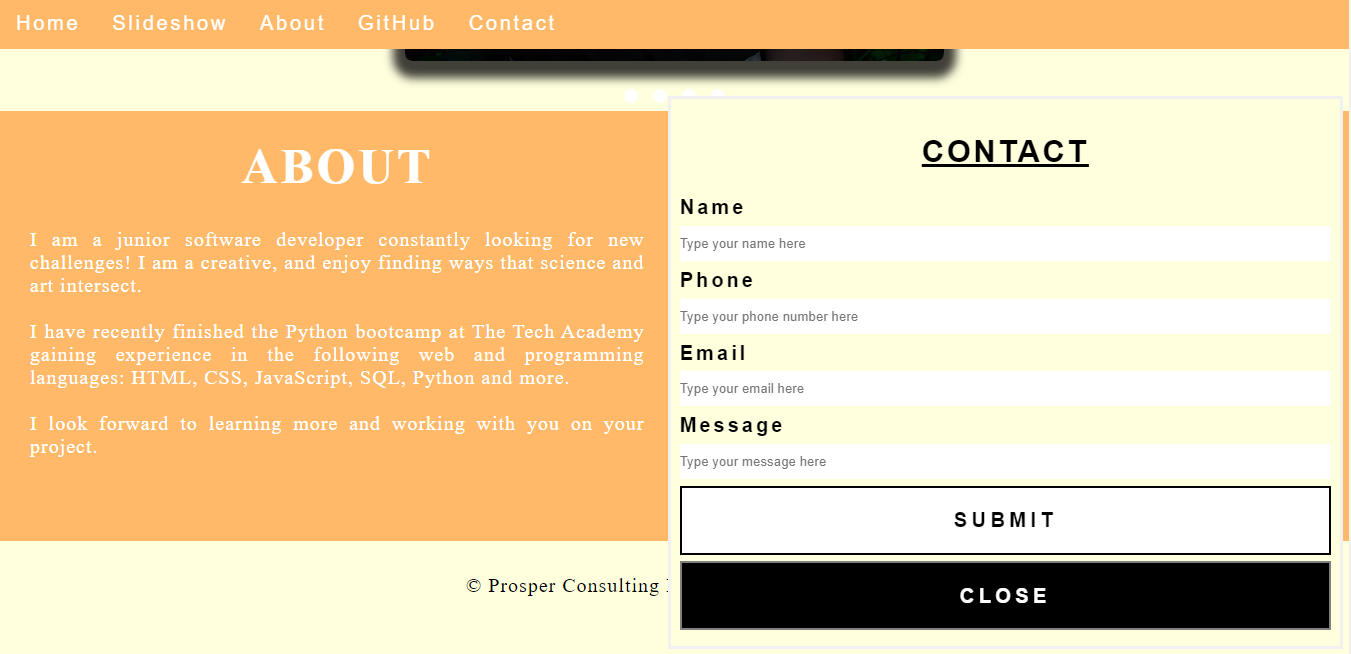 Home Slideshow About GitHub Contact
ABOUT
I am a junior software developer constantly looking for new
challenges! I am a creative, and enjoy finding ways that science and
art intersect.
I have recently finished the Python bootcamp at The Tech Academy
gaining experience in the following web and programming
languages: HTML, CSS, JavaScript, SQL, Python and more.
I look forward to learning more and working with you on your
project.
© Prosper Consulting
CONTACT
Name
Type your name here
Phone
Type your phone number here
Email
Type your email here
Message
Type your message here
SUBMIT
CLOSE